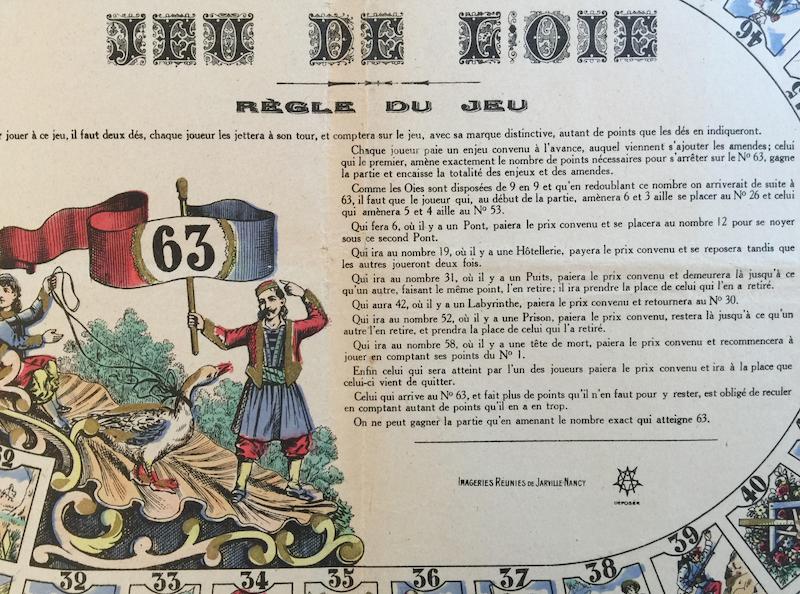 JEU DE L'OIE
RÈGLE DU JEU
jouer à ce jeu, il faut deux dés, chaque joueur les jettera à son tour, et comptera sur le jeu, avec sa marque distinctive, autant de points que les dés en indiqueront.
Chaque joueur paie un enjeu convenu à l'avance, auquel viennent s'ajouter les amendes; celui
qui le premier, amène exactement le nombre de points nécessaires pour s'arrêter sur le No 63, gagne
la partie et encaisse la totalité des enjeux et des amendes.
Comme les Oies sont disposées de 9 en 9 et qu'en redoublant ce nombre on arriverait de suite à
63, il faut que le joueur qui, au début de la partie, amènera 6 et 3 aille se placer au No 26 et celui
qui amènera 5 et 4 aille au No 53.
Qui fera 6, où il y a un Pont, paiera le prix convenu et se placera au nombre 12 pour se noyer
sous ce second Pont.
Qui ira au nombre 19, où il y a une Hôtellerie, payera le prix convenu et se reposera tandis que
les autres joueront deux fois.
Qui ira au nombre 31, où il y a un Puits, paiera le prix convenu et demeurera là jusqu'à ce
qu'un autre, faisant le même point, l'en retire; il ira prendre la place de celui qui l'en a retiré.
Qui aura 42, où il y a un Labyrinthe, paiera le prix convenu et retournera au No 30.
Qui ira au nombre 52, où il y a une Prison, paiera le prix convenu, restera là jusqu'à ce qu'un
autre l'en retire, et prendra la place de celui qui l'a retiré.
Qui ira au nombre 58, où il y a une tête de mort, paiera le prix convenu et recommencera à
jouer en comptant ses points du No 1.
Enfin celui qui sera atteint par l'un des joueurs paiera le prix convenu et ira à la place que
celui-ci vient de quitter.
Celui qui arrive au No 63, et fait plus de points qu'il n'en faut pour y rester, est obligé de reculer
en comptant autant de points qu'il en a en trop.
On ne peut gagner la partie qu'en amenant le nombre exact qui atteigne 63.
IMAGERIES RÉUNIES DE JARVILLE-NANCY
DÉPOSÉE
63
32
33
34
35
36
37
38
39
40
46